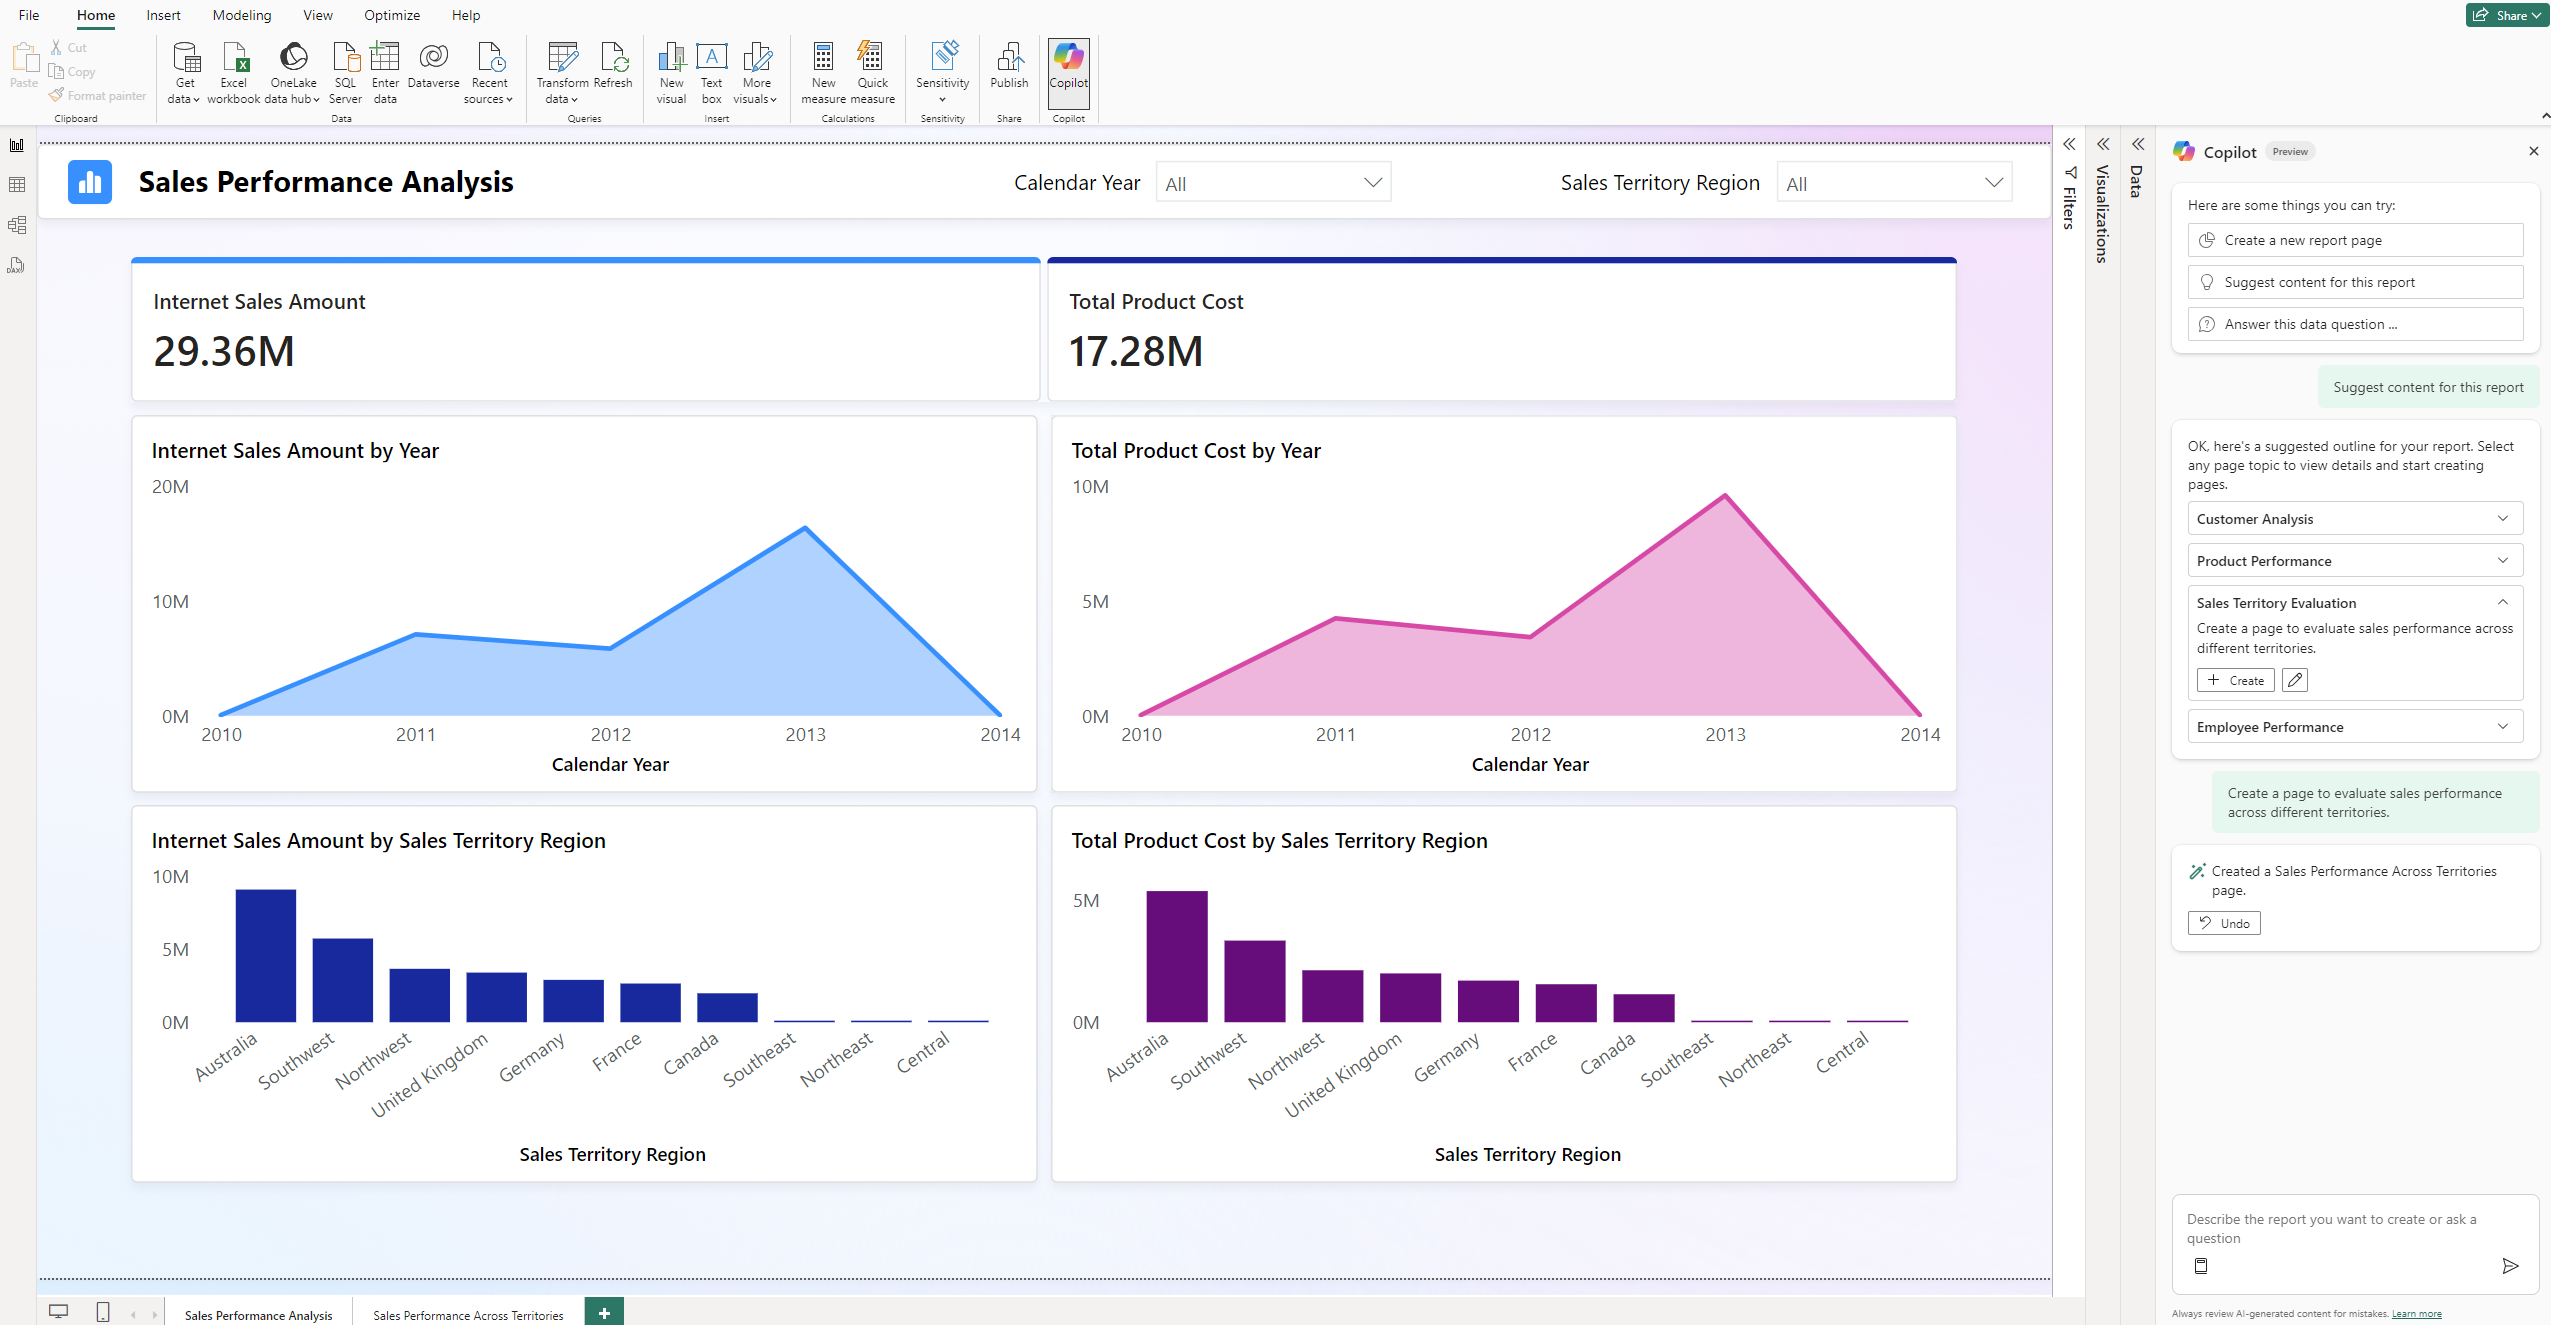 File Home Insert Modeling View Optimize Help
Share
Paste
Cut
Copy
Format painter
Clipboard
Get data
Excel workbook
OneLake data hub
SQL Server
Enter data
Dataverse
Recent sources
Data
Transform data
Refresh
Queries
New visual
Text box
More visuals
Insert
New measure
Quick measure
Calculations
Sensitivity
Sensitivity
Publish
Share
Copilot
Copilot
Sales Performance Analysis
Calendar Year All
Sales Territory Region All
Internet Sales Amount
29.36M
Total Product Cost
17.28M
Internet Sales Amount by Year
20M
10M
0M
2010 2011 2012 2013 2014
Calendar Year
Total Product Cost by Year
10M
5M
0M
2010 2011 2012 2013 2014
Calendar Year
Internet Sales Amount by Sales Territory Region
10M
5M
0M
Australia Southwest Northwest United Kingdom Germany France Canada Southeast Northeast Central
Sales Territory Region
Total Product Cost by Sales Territory Region
5M
0M
Australia Southwest Northwest United Kingdom Germany France Canada Southeast Northeast Central
Sales Territory Region
Sales Performance Analysis
Sales Performance Across Territories
Filters
Visualizations
Data
Copilot Preview
Here are some things you can try:
Create a new report page
Suggest content for this report
Answer this data question ...
Suggest content for this report
OK, here's a suggested outline for your report. Select
any page topic to view details and start creating
pages.
Customer Analysis
Product Performance
Sales Territory Evaluation
Create a page to evaluate sales performance across
different territories.
Create
Employee Performance
Create a page to evaluate sales performance
across different territories.
Created a Sales Performance Across Territories
page.
Undo
Describe the report you want to create or ask a
question
Always review AI-generated content for mistakes. Learn more